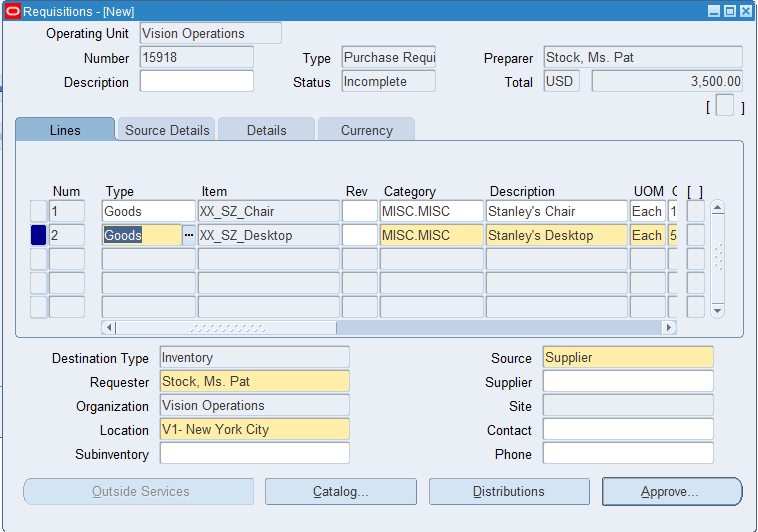 Requisitions - [New]
Operating Unit Vision Operations
Number 15918 Type Purchase Requi Preparer Stock, Ms. Pat
Description Status Incomplete Total USD 3,500.00
[ ]
Lines Source Details Details Currency
Num Type Item Rev Category Description UOM [ ]
1 Goods XX_SZ_Chair MISC.MISC Stanley's Chair Each 1
2 Goods ... XX_SZ_Desktop MISC.MISC Stanley's Desktop Each 5
Destination Type Inventory Source Supplier
Requester Stock, Ms. Pat Supplier
Organization Vision Operations Site
Location V1- New York City Contact
Subinventory Phone
Outside Services Catalog... Distributions Approve...